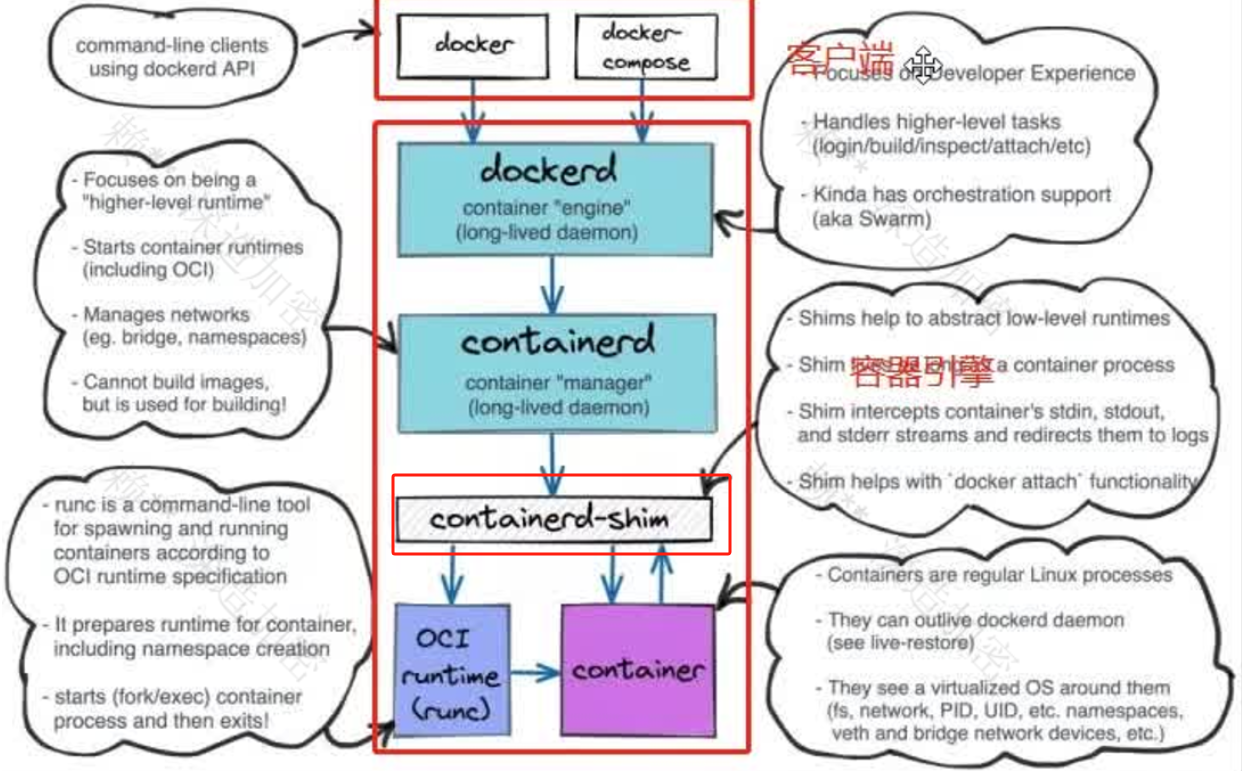 command-line clients
using dockerd API
docker
docker-
compose
客户端
- Focuses on Developer Experience
- Handles higher-level tasks
(login/build/inspect/attach/etc)
- Kinda has orchestration support
(aka Swarm)
- Focuses on being a
"higher-level runtime"
- Starts container runtimes
(including OCI)
- Manages networks
(eg. bridge, namespaces)
- Cannot build images,
but is used for building!
dockerd
container "engine"
(long-lived daemon)
containerd
container "manager"
(long-lived daemon)
- Shims help to abstract low-level runtimes
- Shim a container process
容器引擎
- Shim intercepts container's stdin, stdout,
and stderr streams and redirects them to logs
- Shim helps with `docker attach` functionality
containerd-shim
- runc is a command-line tool
for spawning and running
containers according to
OCI runtime specification
- It prepares runtime for container,
including namespace creation
- starts (fork/exec) container
process and then exits!
OCI
runtime
(runc)
container
- Containers are regular Linux processes
- They can outlive dockerd daemon
(see live-restore)
- They see a virtualized OS around them
(fs, network, PID, UID, etc. namespaces,
veth and bridge network devices, etc.)